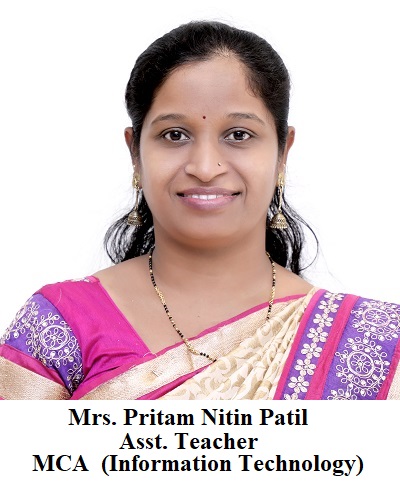 Mrs. Pritam Nitin Patil
Asst. Teacher
MCA  (Information Technology)